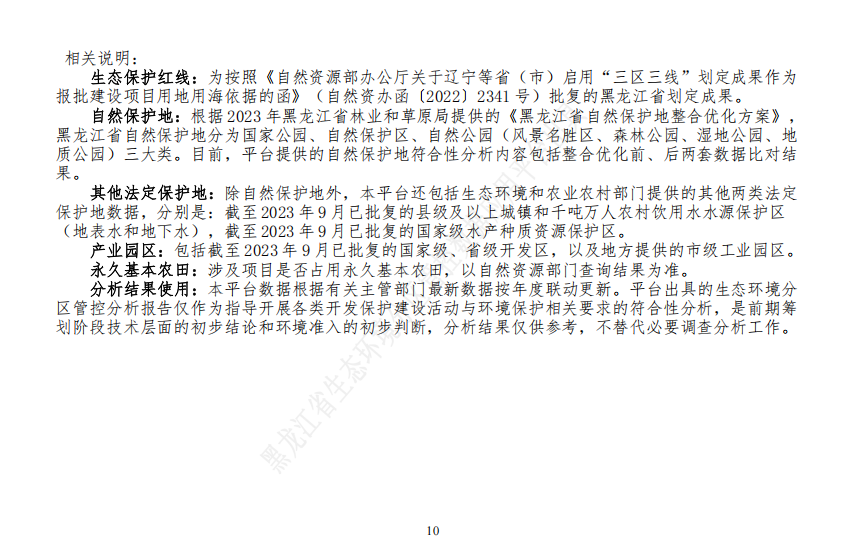 相关说明：
生态保护红线：为按照《自然资源部办公厅关于辽宁等省（市）启用“三区三线”划定成果作为
报批建设项目用地用海依据的函》（自然资办函〔2022〕2341 号）批复的黑龙江省划定成果。
自然保护地：根据 2023 年黑龙江省林业和草原局提供的《黑龙江省自然保护地整合优化方案》，
黑龙江省自然保护地分为国家公园、自然保护区、自然公园（风景名胜区、森林公园、湿地公园、地
质公园）三大类。目前，平台提供的自然保护地符合性分析内容包括整合优化前、后两套数据比对结
果。
其他法定保护地：除自然保护地外，本平台还包括生态环境和农业农村部门提供的其他两类法定
保护地数据，分别是：截至 2023 年 9 月已批复的县级及以上城镇和千吨万人农村饮用水水源保护区
（地表水和地下水），截至 2023 年 9 月已批复的国家级水产种质资源保护区。
产业园区：包括截至 2023 年 9 月已批复的国家级、省级开发区，以及地方提供的市级工业园区。
永久基本农田：涉及项目是否占用永久基本农田，以自然资源部门查询结果为准。
分析结果使用：本平台数据根据有关主管部门最新数据按年度联动更新。平台出具的生态环境分
区管控分析报告仅作为指导开展各类开发保护建设活动与环境保护相关要求的符合性分析，是前期筹
划阶段技术层面的初步结论和环境准入的初步判断，分析结果仅供参考，不替代必要调查分析工作。
黑龙江省生态环境
10